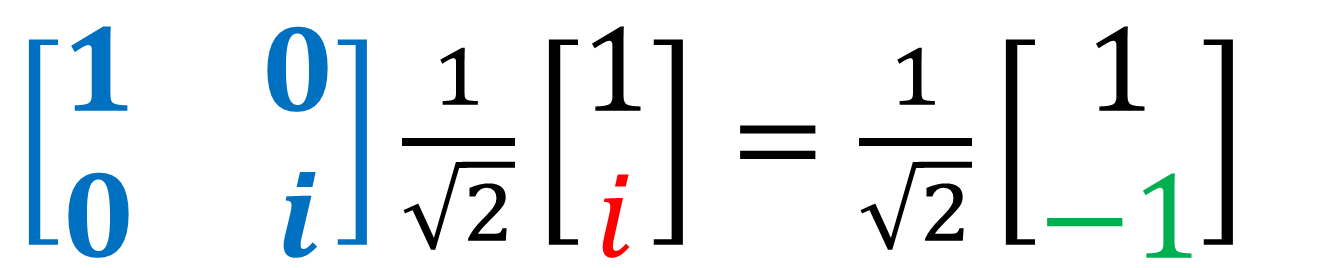 [1 0; 0 i] 1/√2 [1; i] = 1/√2 [1; −1]